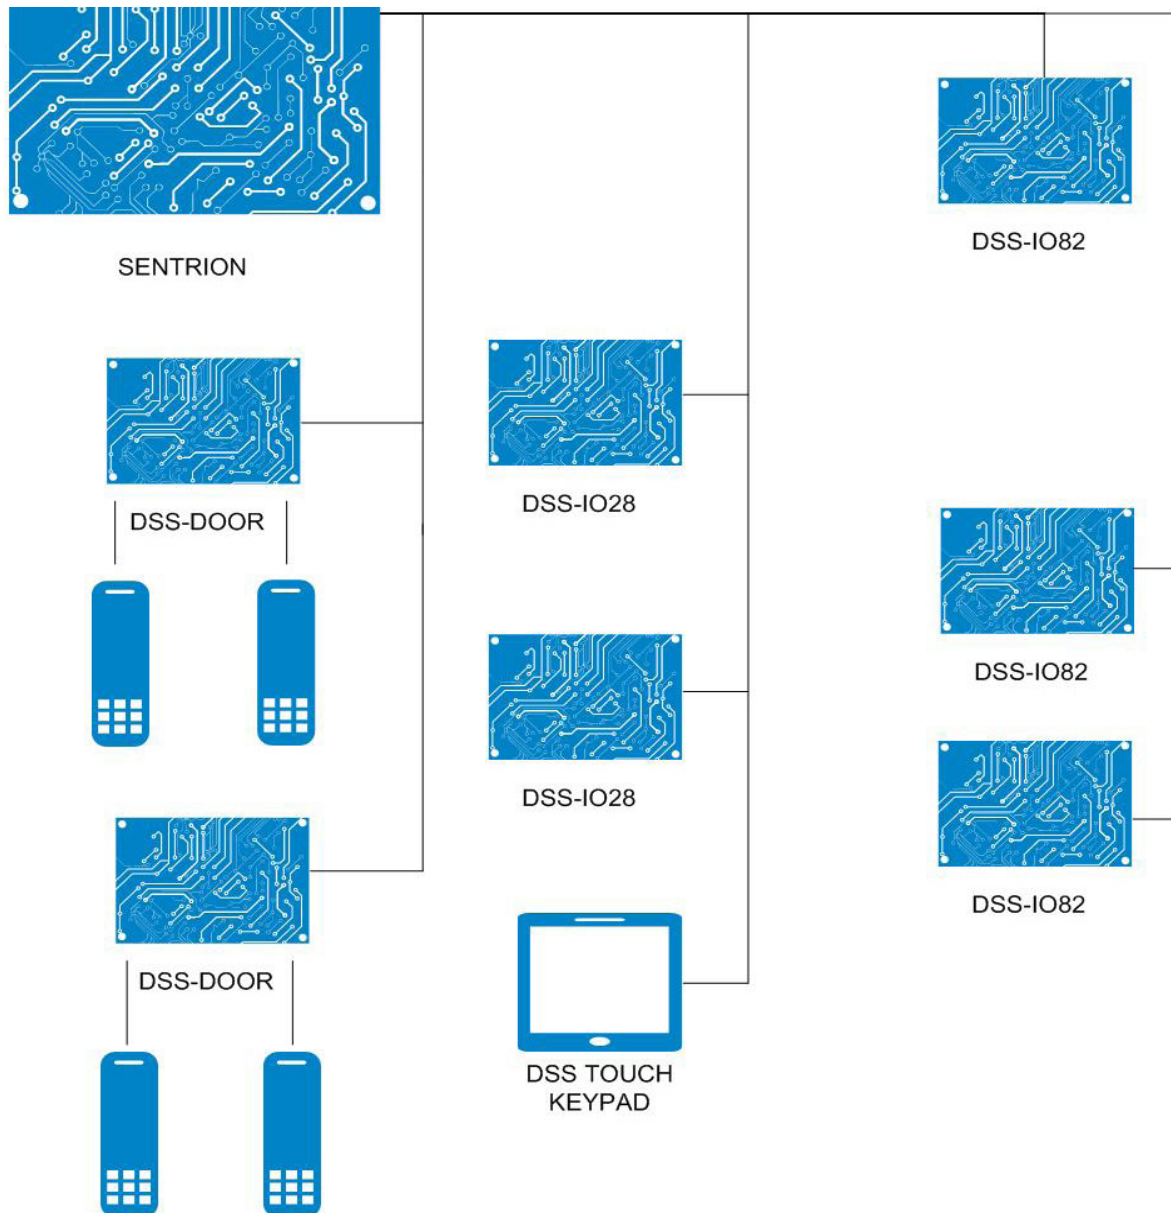 SENTRION
DSS-IO82
DSS-DOOR
DSS-IO28
DSS-IO82
DSS-IO28
DSS-IO82
DSS-DOOR
DSS TOUCH
KEYPAD